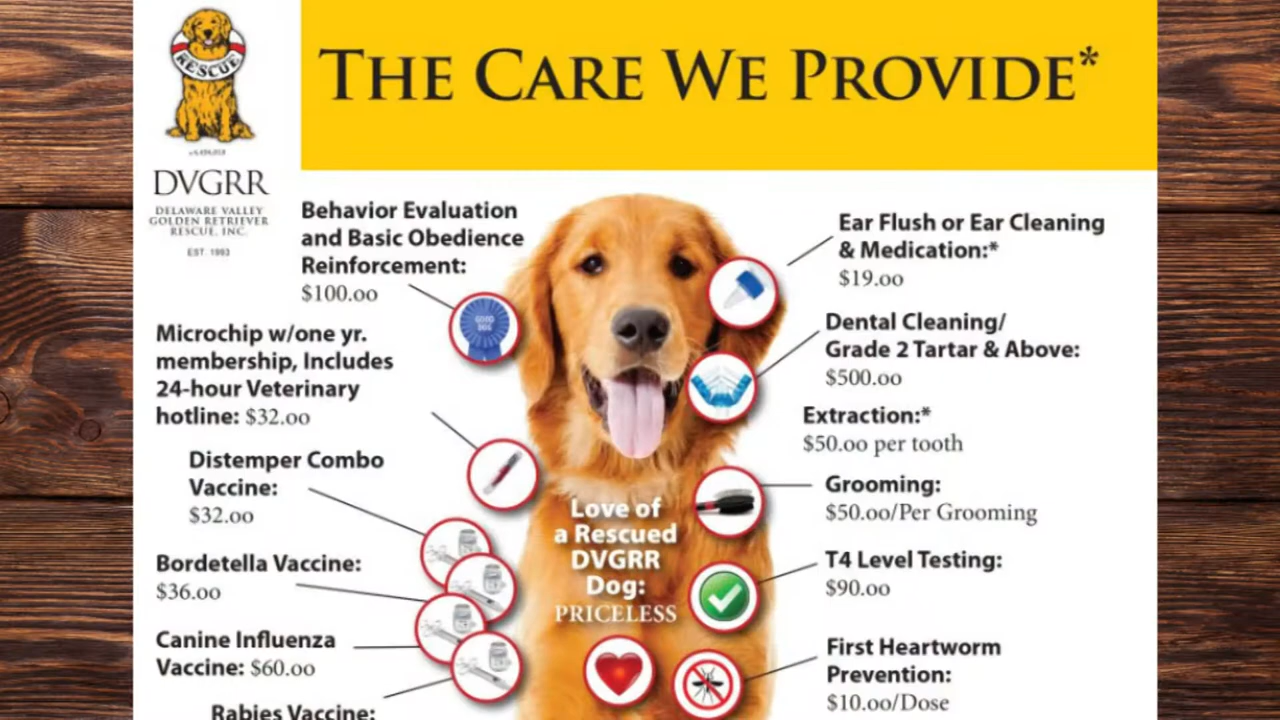 RESCUE
DVGRR
DELAWARE VALLEY
GOLDEN RETRIEVER
RESCUE, INC.
EST. 1993
THE CARE WE PROVIDE*
Behavior Evaluation
and Basic Obedience
Reinforcement:
$100.00
GOOD
DOG
Microchip w/one yr.
membership, Includes
24-hour Veterinary
hotline: $32.00
Distemper Combo
Vaccine:
$32.00
Bordetella Vaccine:
$36.00
Canine Influenza
Vaccine: $60.00
Rabies Vaccine:
Love of
a Rescued
DVGRR
Dog:
PRICELESS
Ear Flush or Ear Cleaning
& Medication:*
$19.00
Dental Cleaning/
Grade 2 Tartar & Above:
$500.00
Extraction:*
$50.00 per tooth
Grooming:
$50.00/Per Grooming
T4 Level Testing:
$90.00
First Heartworm
Prevention:
$10.00/Dose